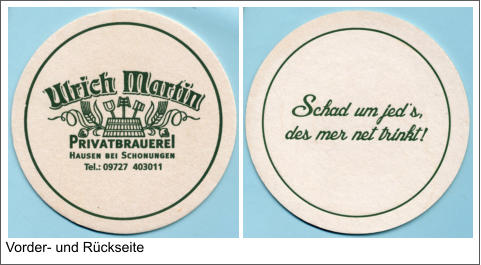 Ulrich Martin
PRIVATBRAUEREI
HAUSEN BEI SCHONUNGEN
Tel.: 09727 403011
Schad um jed's,
des mer net trinkt!
Vorder- und Rückseite